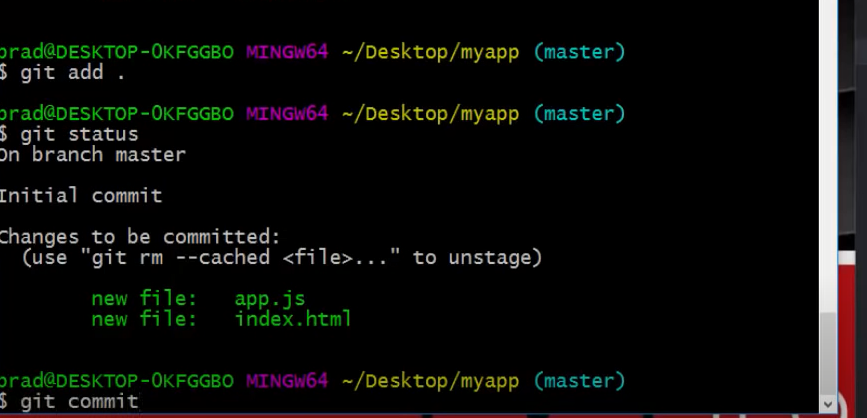 brad@DESKTOP-0KFGGBO MINGW64 ~/Desktop/myapp (master)
$ git add .
brad@DESKTOP-0KFGGBO MINGW64 ~/Desktop/myapp (master)
$ git status
On branch master
Initial commit
Changes to be committed:
(use "git rm --cached <file>..." to unstage)
new file: app.js
new file: index.html
brad@DESKTOP-0KFGGBO MINGW64 ~/Desktop/myapp (master)
$ git commit